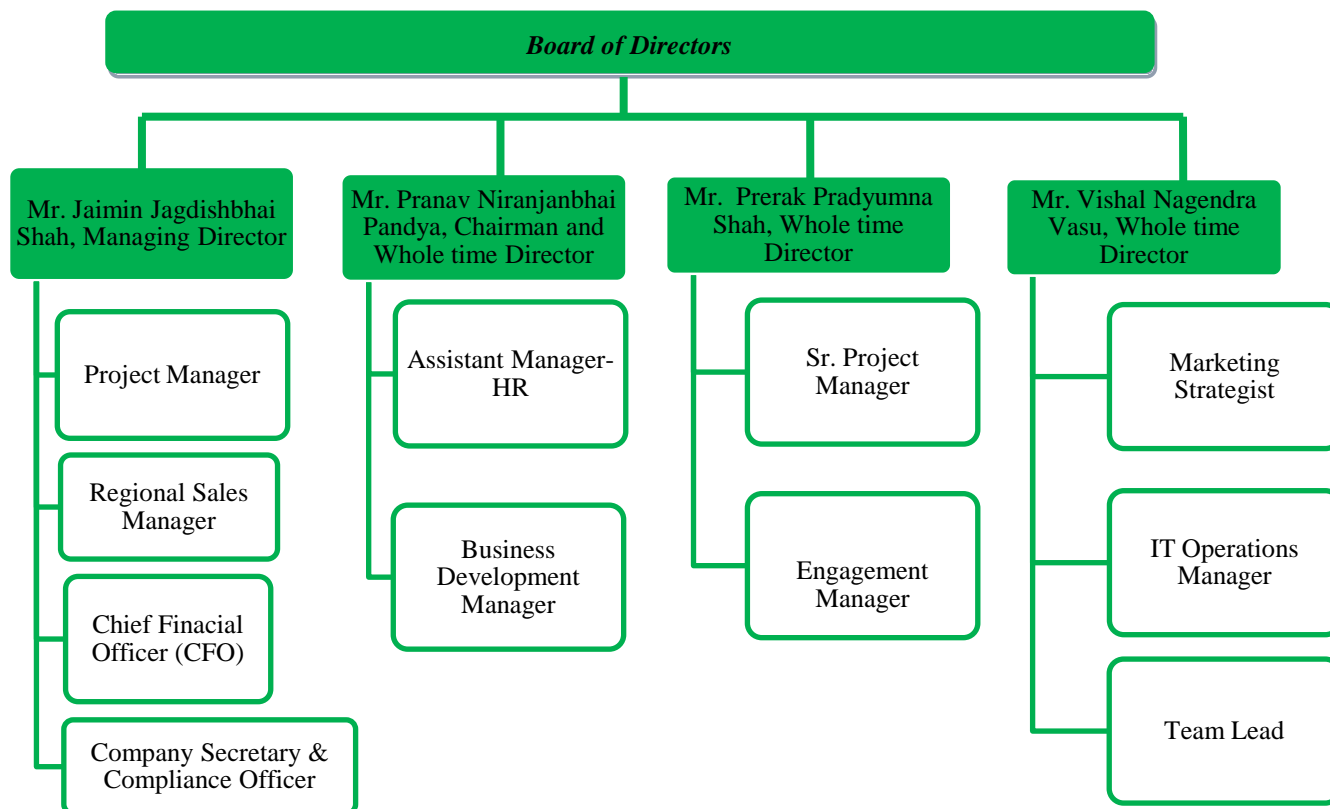 Board of Directors
Mr. Jaimin Jagdishbhai
Shah, Managing Director
Project Manager
Regional Sales
Manager
Chief Finacial
Officer (CFO)
Company Secretary &
Compliance Officer
Mr. Pranav Niranjanbhai
Pandya, Chairman and
Whole time Director
Assistant Manager-
HR
Business
Development
Manager
Mr. Prerak Pradyumna
Shah, Whole time
Director
Sr. Project
Manager
Engagement
Manager
Mr. Vishal Nagendra
Vasu, Whole time
Director
Marketing
Strategist
IT Operations
Manager
Team Lead